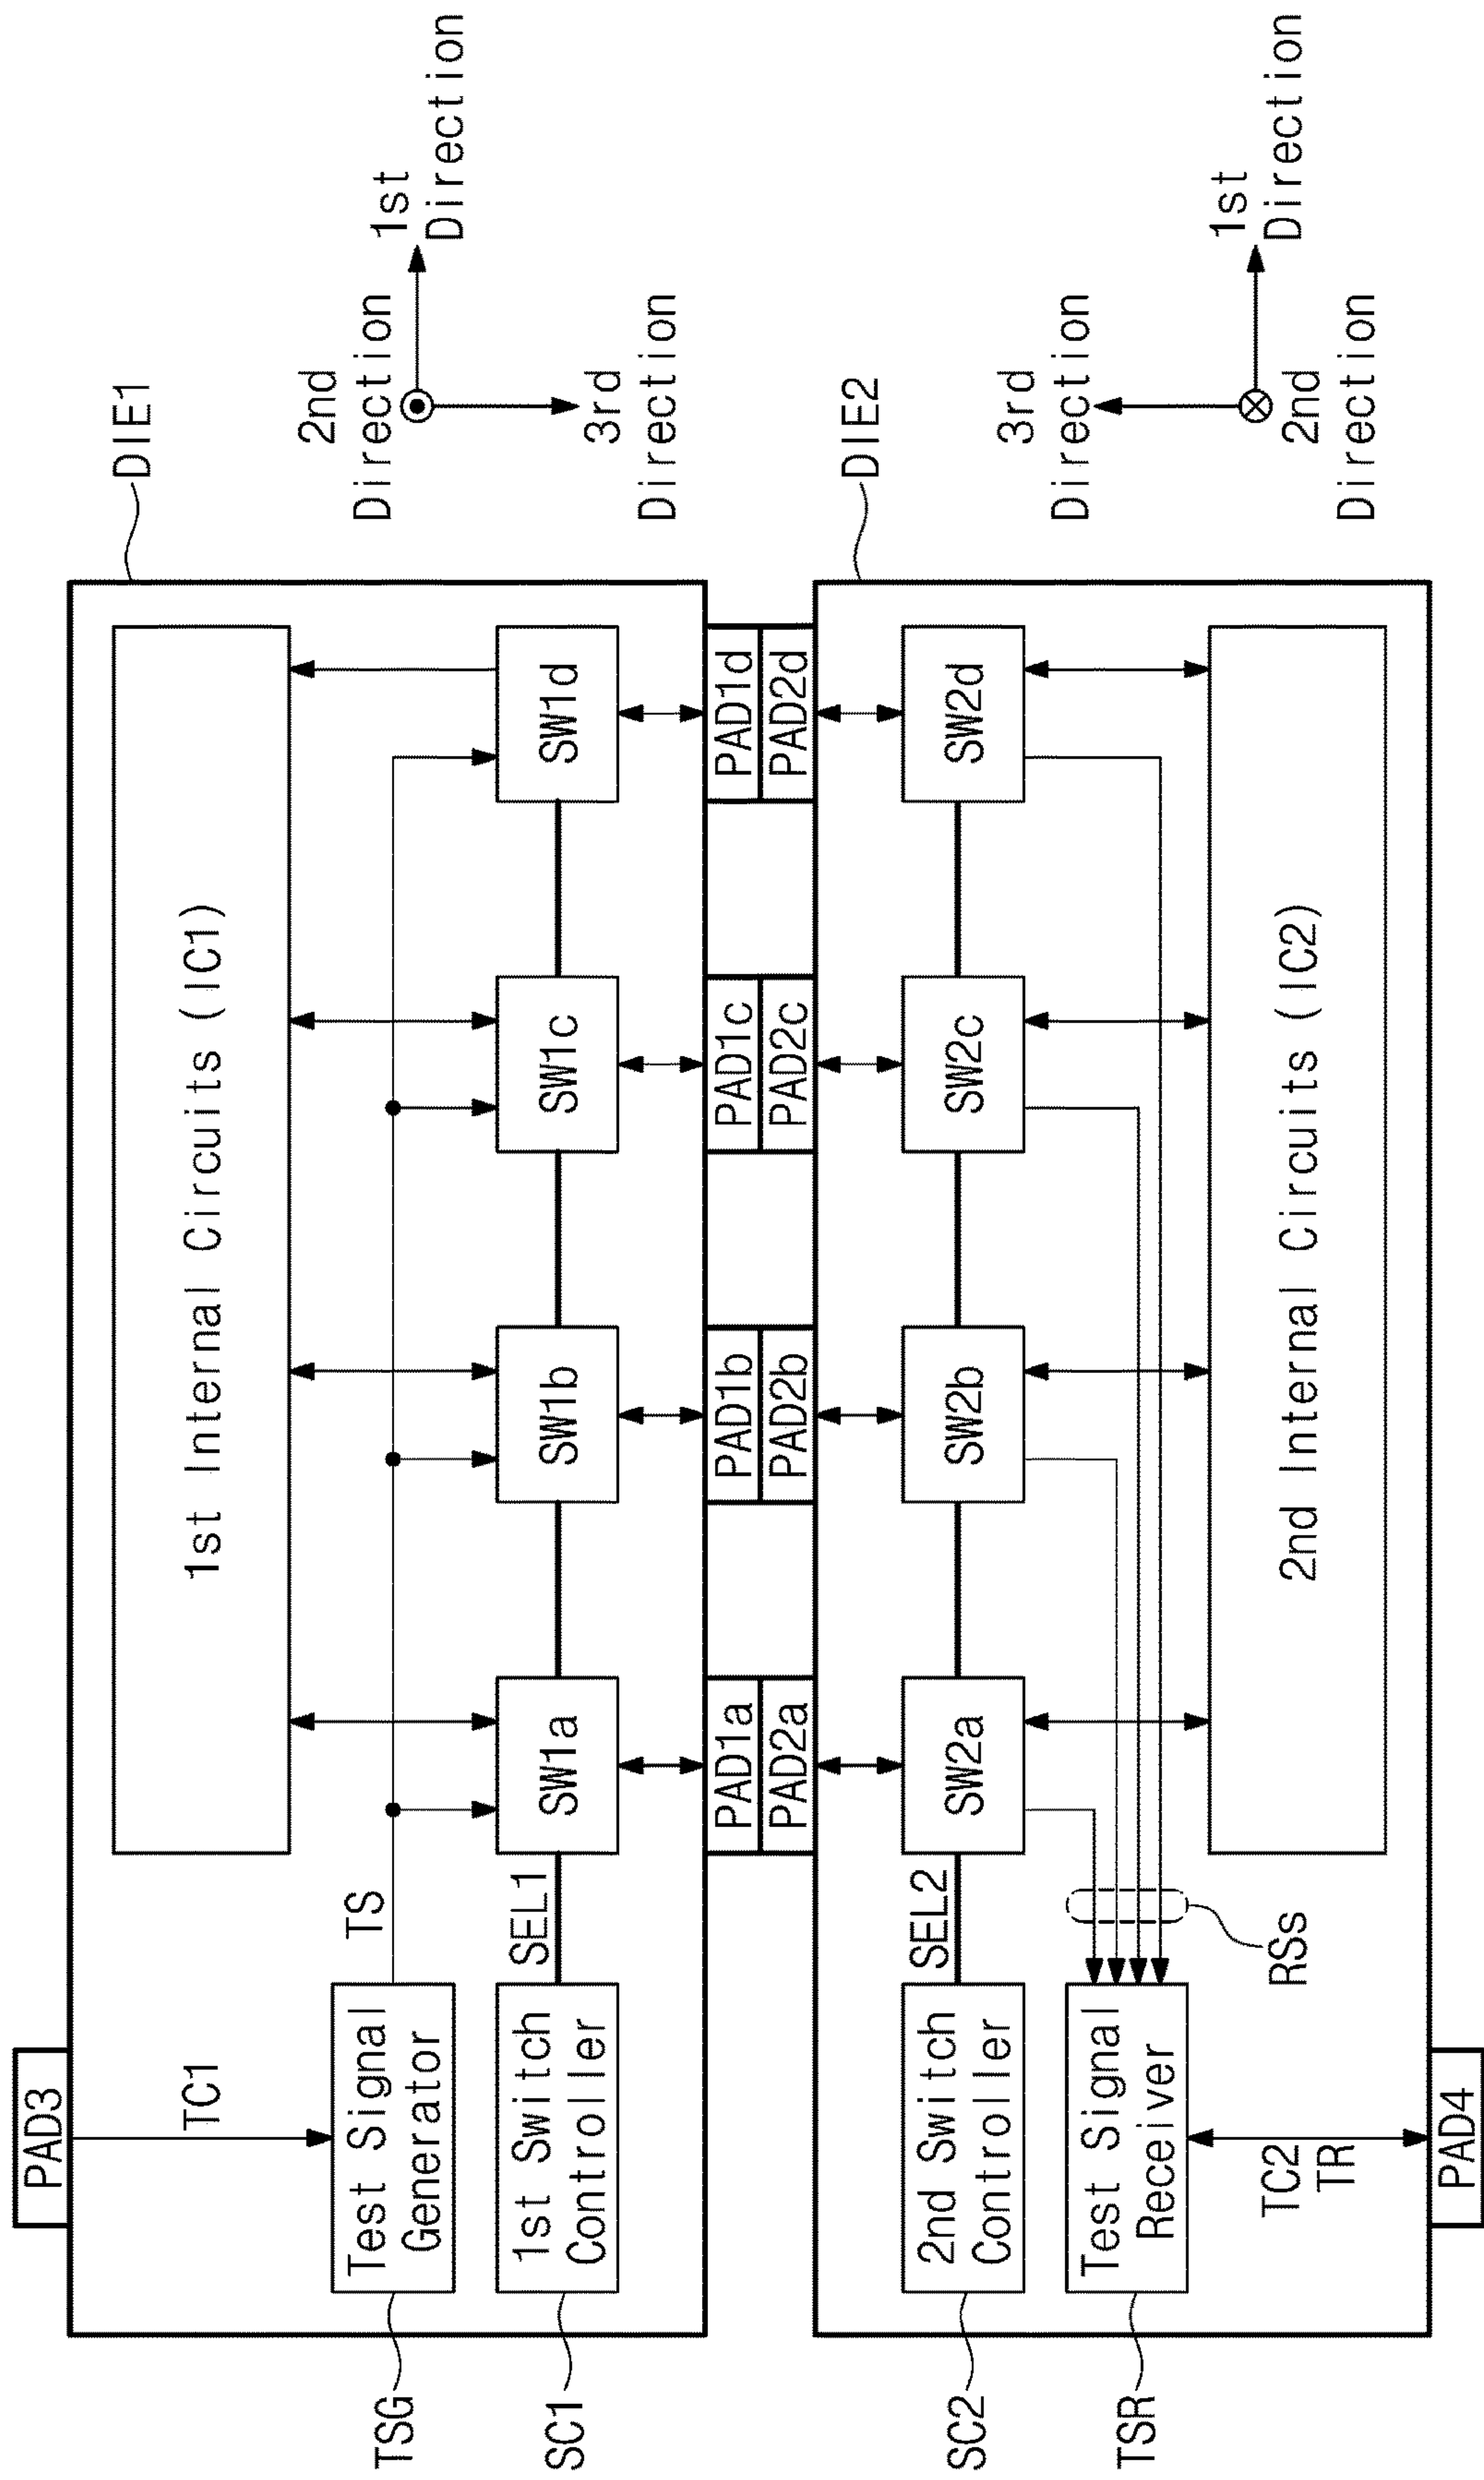 PAD3
DIE1
TC1
1st Internal Circuits (IC1)
TSG
Test Signal
Generator
TS
2nd
Direction
1st
Direction
3rd
Direction
SC1
1st Switch
Controller
SEL1
SW1a
SW1b
SW1c
SW1d
PAD1a
PAD1b
PAD1c
PAD1d
PAD2a
PAD2b
PAD2c
PAD2d
DIE2
SC2
2nd Switch
Controller
SEL2
SW2a
SW2b
SW2c
SW2d
3rd
Direction
1st
Direction
2nd
Direction
TSR
Test Signal
Receiver
RSs
2nd Internal Circuits (IC2)
TC2
TR
PAD4